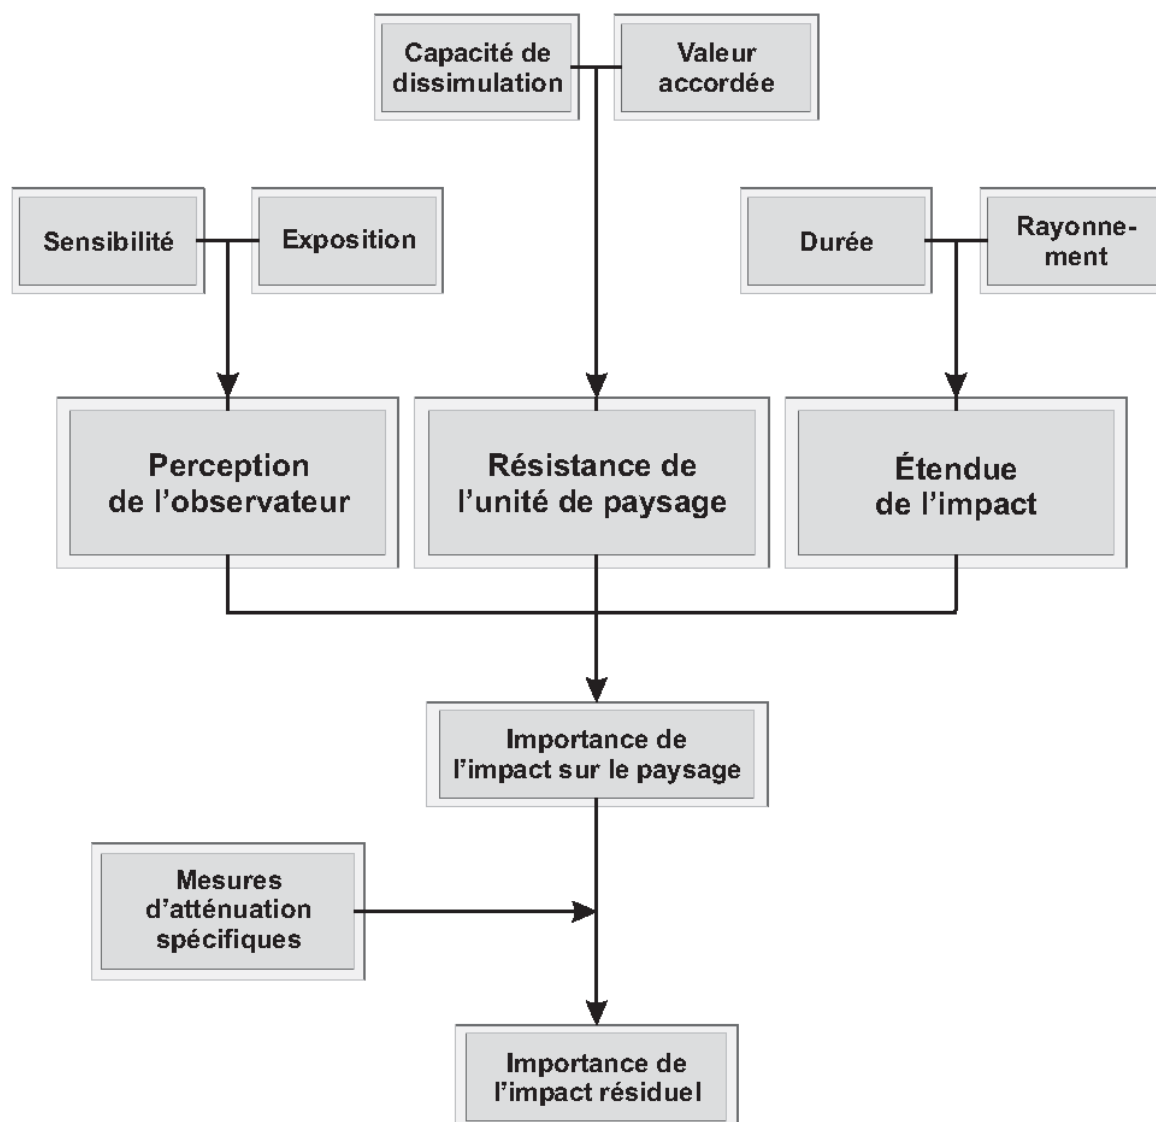 Capacité de
dissimulation
Valeur
accordée
Sensibilité
Exposition
Durée
Rayonne-
ment
Perception
de l’observateur
Résistance de
l’unité de paysage
Étendue
de l’impact
Importance de
l’impact sur le paysage
Mesures
d’atténuation
spécifiques
Importance de
l’impact résiduel